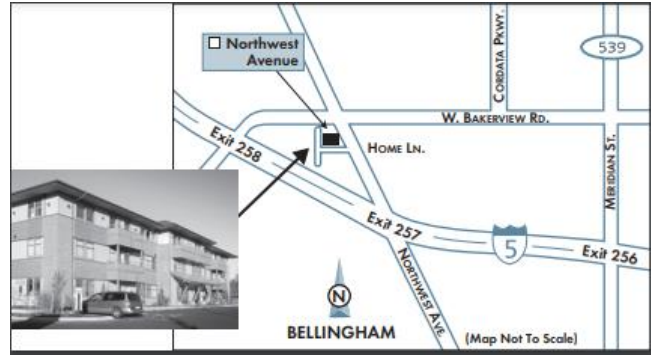 Northwest
Avenue
CORDATA PKWY.
539
W. BAKERVIEW RD.
HOME LN.
Exit 258
MERIDIAN ST.
Exit 257
5
Exit 256
NORTHWEST AVE.
N
BELLINGHAM
(Map Not To Scale)